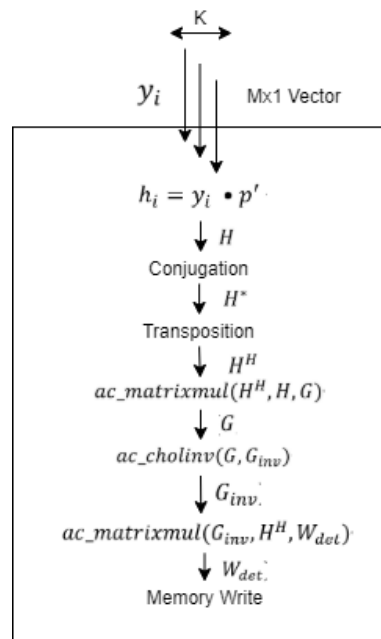 K
y_i Mx1 Vector
h_i = y_i • p′
H
Conjugation
H*
Transposition
H^H
ac_matrixmul(H^H, H, G)
G
ac_cholinv(G, G_inv)
G_inv.
ac_matrixmul(G_inv, H^H, W_det)
W_det.
Memory Write